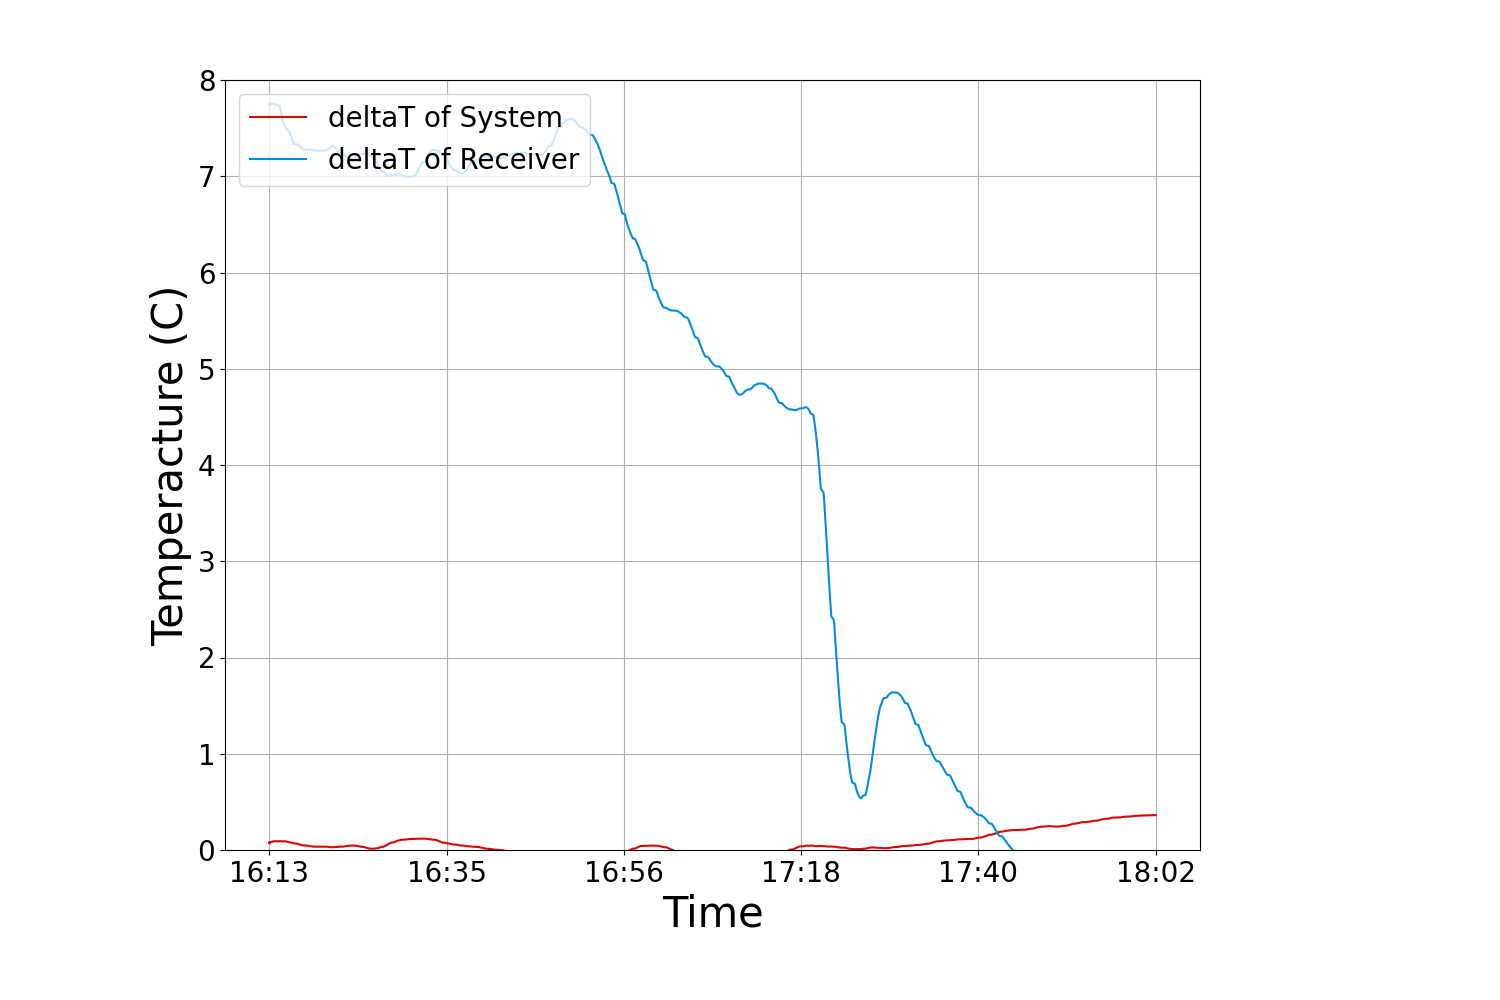 deltaT of System
deltaT of Receiver
8
7
6
5
4
3
2
1
0
Temperacture (C)
16:13 16:35 16:56 17:18 17:40 18:02
Time